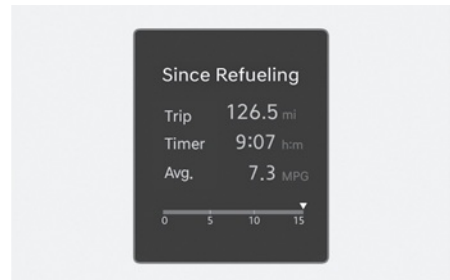 Since Refueling
Trip 126.5 mi
Timer 9:07 h:m
Avg. 7.3 MPG
0 5 10 15